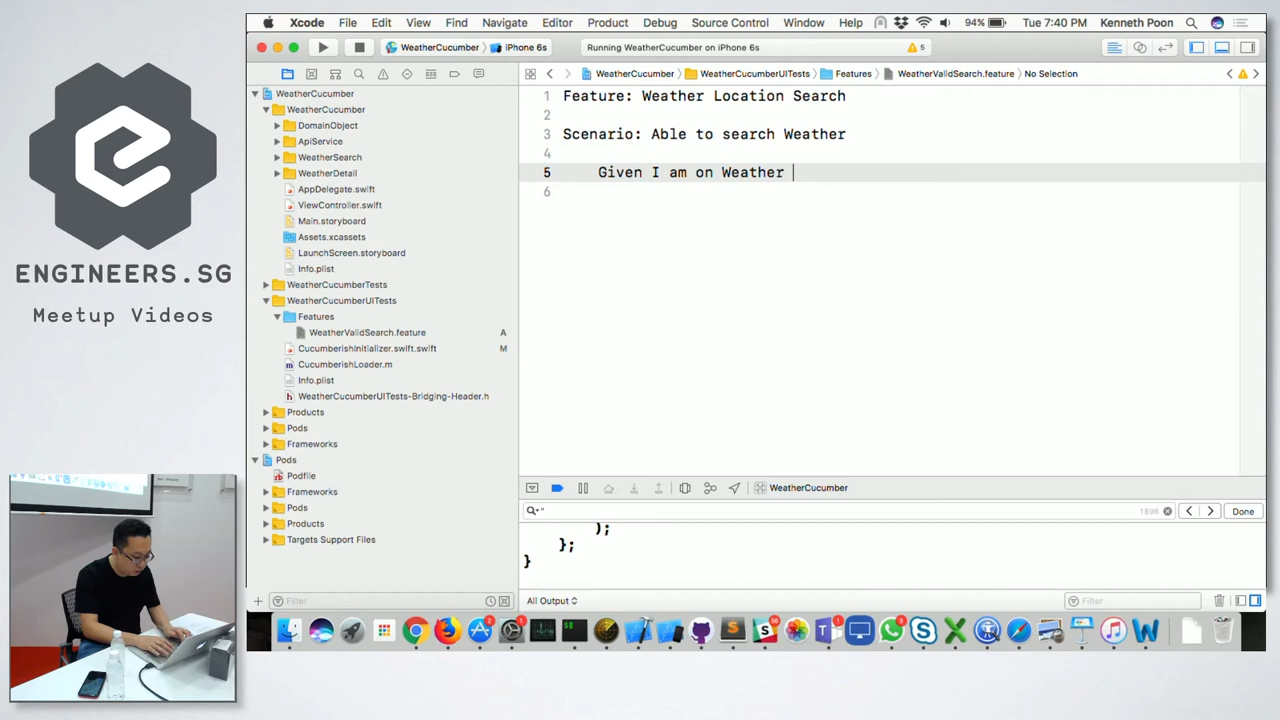 ENGINEERS.SG
Meetup Videos
Xcode File Edit View Find Navigate Editor Product Debug Source Control Window Help 94% Tue 7:40 PM Kenneth Poon
WeatherCucumber iPhone 6s Running WeatherCucumber on iPhone 6s 5
WeatherCucumber WeatherCucumberUITests Features WeatherValidSearch.feature No Selection
WeatherCucumber
WeatherCucumber
DomainObject
ApiService
WeatherSearch
WeatherDetail
AppDelegate.swift
ViewController.swift
Main.storyboard
Assets.xcassets
LaunchScreen.storyboard
Info.plist
WeatherCucumberTests
WeatherCucumberUITests
Features
WeatherValidSearch.feature A
CucumberishInitializer.swift.swift M
CucumberishLoader.m
Info.plist
WeatherCucumberUITests-Bridging-Header.h
Products
Pods
Frameworks
Pods
Podfile
Frameworks
Pods
Products
Targets Support Files
Filter
1 Feature: Weather Location Search
2
3 Scenario: Able to search Weather
4
5 Given I am on Weather
6
WeatherCucumber
" 1896 Done
);
};
}
All Output Filter